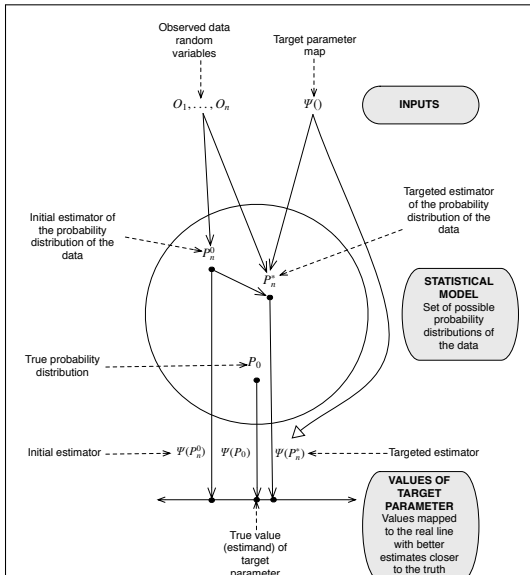 Observed data
random
variables
Target parameter
map
O₁, . . . , Oₙ
Ψ()
INPUTS
Initial estimator of
the probability
distribution of the
data
Targeted estimator
of the probability
distribution of the
data
P⁰ₙ
P*ₙ
STATISTICAL
MODEL
Set of possible
probability
distributions of
the data
True probability
distribution
P₀
Initial estimator
Ψ(P⁰ₙ)
Ψ(P₀)
Ψ(P*ₙ)
Targeted estimator
VALUES OF
TARGET
PARAMETER
Values mapped
to the real line
with better
estimates closer
to the truth
True value
(estimand) of
target
parameter